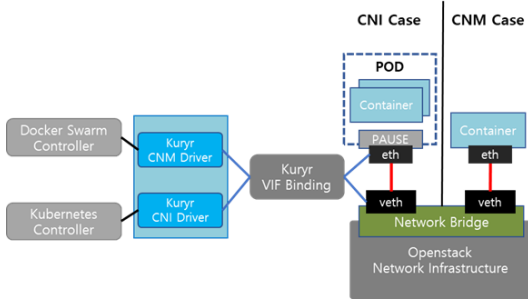 CNI Case
CNM Case
POD
Container
PAUSE
eth
veth
Container
eth
veth
Docker Swarm
Controller
Kuryr
CNM Driver
Kuryr
VIF Binding
Kubernetes
Controller
Kuryr
CNI Driver
Network Bridge
Openstack
Network Infrastructure